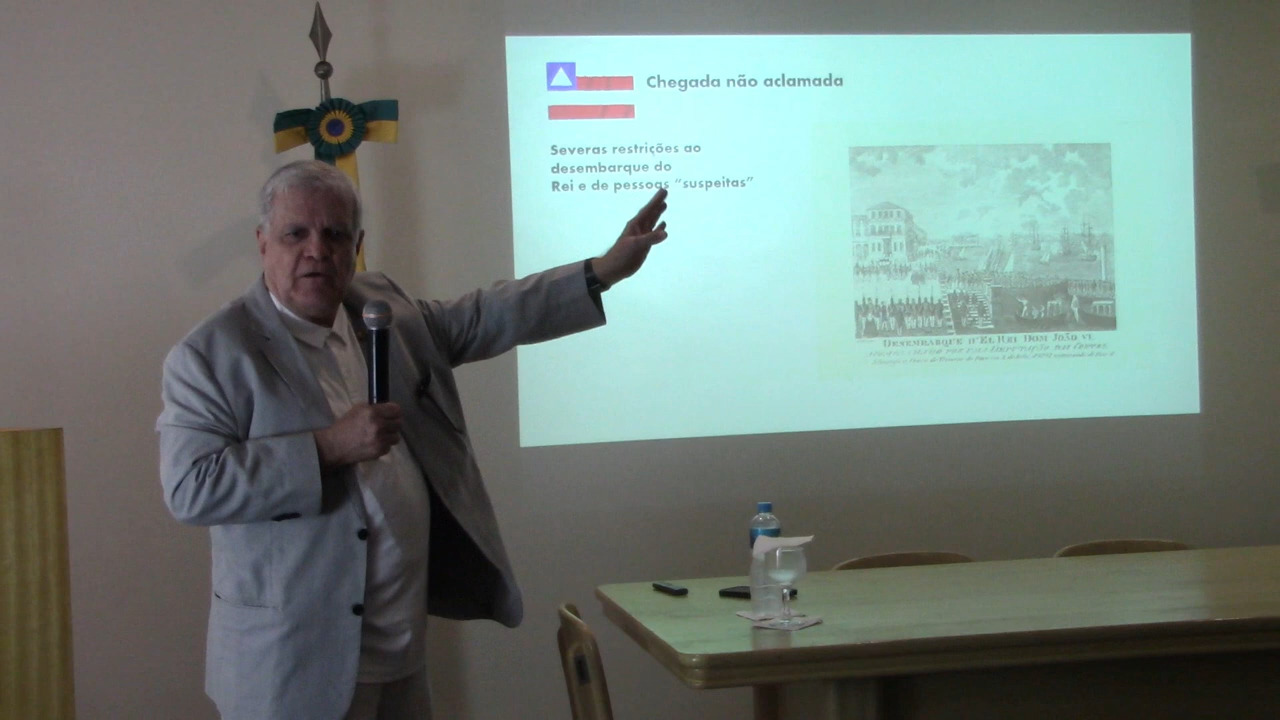 Chegada não aclamada
Severas restrições ao
desembarque do
Rei e de pessoas “suspeitas”
DESEMBARQUE D'EL REI DOM JOÃO VI.